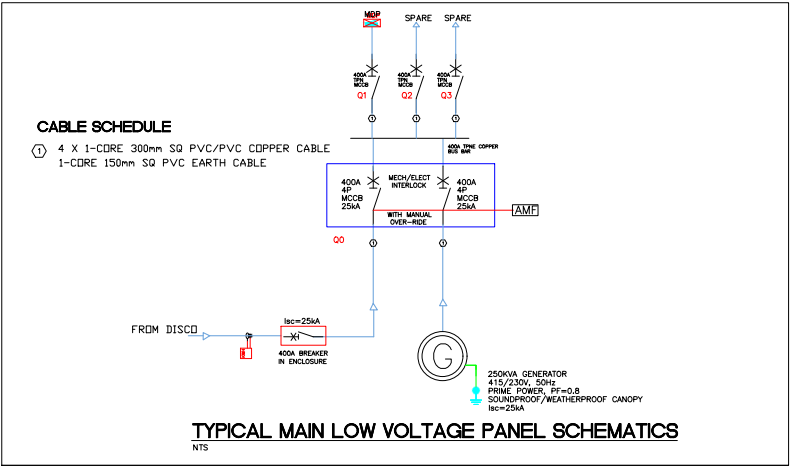 MDP
SPARE
SPARE
400A
TPN
MCCB
Q1
400A
TPN
MCCB
Q2
400A
TPN
MCCB
Q3
1
1
1
CABLE SCHEDULE
1
4 X 1-CORE 300mm SQ PVC/PVC COPPER CABLE
1-CORE 150mm SQ PVC EARTH CABLE
400A TPNE COPPER
BUS BAR
400A
4P
MCCB
25kA
MECH/ELECT
INTERLOCK
400A
4P
MCCB
25kA
WITH MANUAL
OVER-RIDE
AMF
Q0
1
1
FROM DISCO
Isc=25kA
400A BREAKER
IN ENCLOSURE
G
250KVA GENERATOR
415/230V, 50Hz
PRIME POWER, PF=0.8
SOUNDPROOF/WEATHERPROOF CANOPY
Isc=25kA
TYPICAL MAIN LOW VOLTAGE PANEL SCHEMATICS
NTS